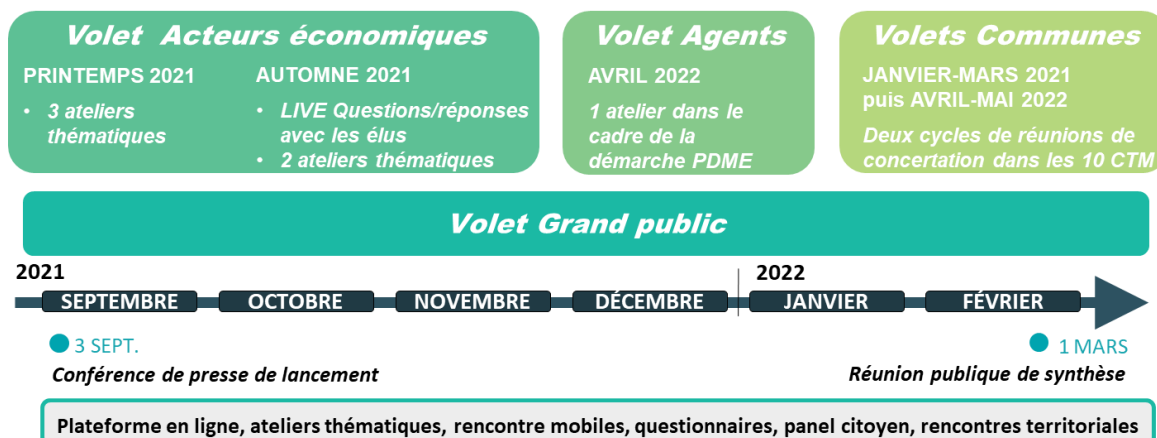 Volet Acteurs économiques
PRINTEMPS 2021
• 3 ateliers
thématiques
AUTOMNE 2021
• LIVE Questions/réponses
avec les élus
• 2 ateliers thématiques
Volet Agents
AVRIL 2022
1 atelier dans le
cadre de la
démarche PDME
Volets Communes
JANVIER-MARS 2021
puis AVRIL-MAI 2022
Deux cycles de réunions de
concertation dans les 10 CTM
Volet Grand public
2021
2022
SEPTEMBRE
OCTOBRE
NOVEMBRE
DÉCEMBRE
JANVIER
FÉVRIER
3 SEPT.
Conférence de presse de lancement
1 MARS
Réunion publique de synthèse
Plateforme en ligne, ateliers thématiques, rencontre mobiles, questionnaires, panel citoyen, rencontres territoriales